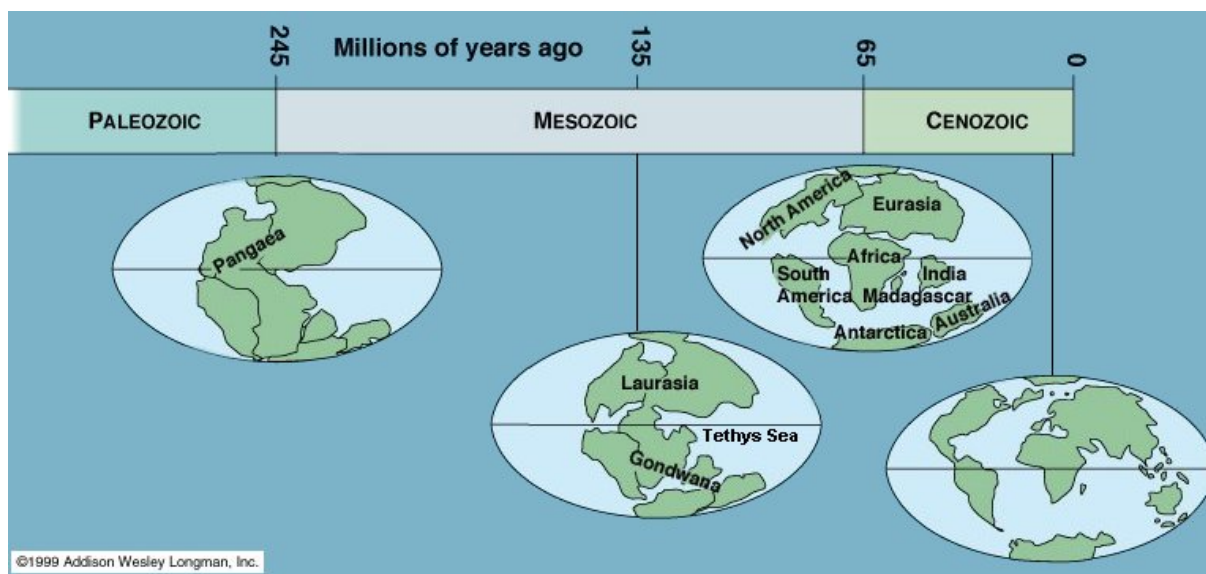 245
Millions of years ago
135
65
0
PALEOZOIC
MESOZOIC
CENOZOIC
Pangaea
North America
Eurasia
Africa
South
America
India
Madagascar
Australia
Antarctica
Laurasia
Tethys Sea
Gondwana
©1999 Addison Wesley Longman, Inc.